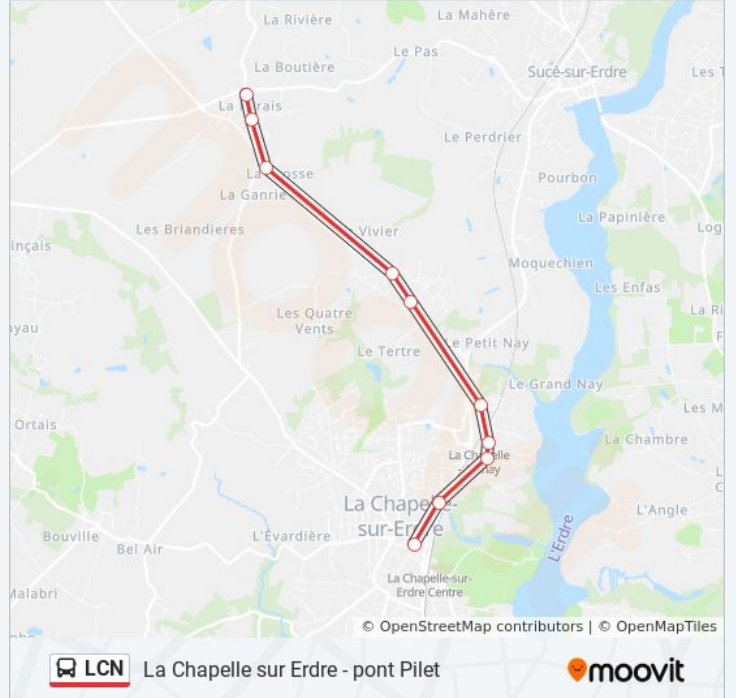 La Mahère
La Rivière
Le Pas
La Boutière
Sucé-sur-Erdre
Les
Le Perdrier
La
Pourbon
La Ganrie
La Papinière
Les Briandieres
Vivier
Log
inçais
Moquechien
Les Enfas
Les Quatre
Vents
La Ri
ayau
Le Petit Nay
Le Tertre
Le Grand Nay
Les M
Ortais
La Chambre
La Chapelle-
sur-Erdre
L'Angle
Bouville
L'Évardière
Bel Air
L'Erdre
La Chapelle-sur-
Erdre Centre
Malabri
© OpenStreetMap contributors | © OpenMapTiles
LCN La Chapelle sur Erdre - pont Pilet moovit